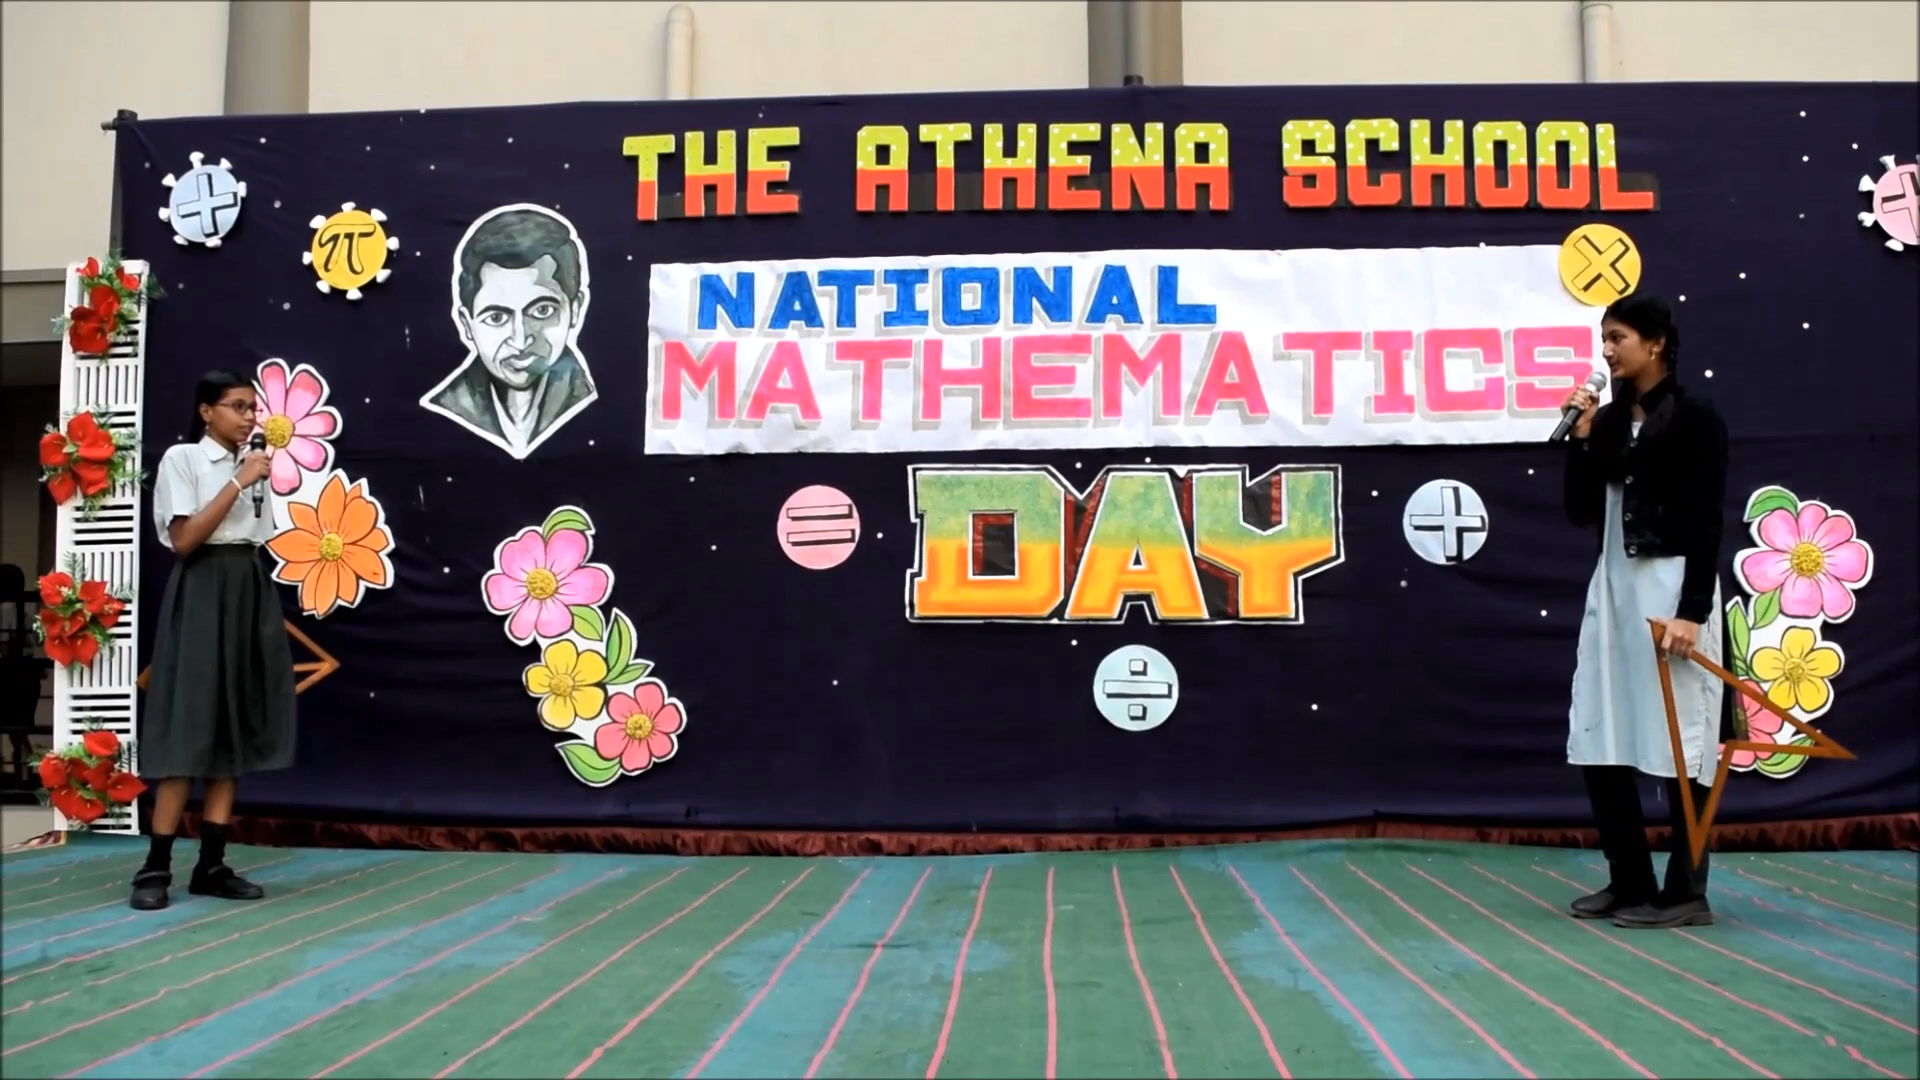 THE ATHENA SCHOOL
NATIONAL
MATHEMATICS
DAY
+
π
×
+
=
+
÷